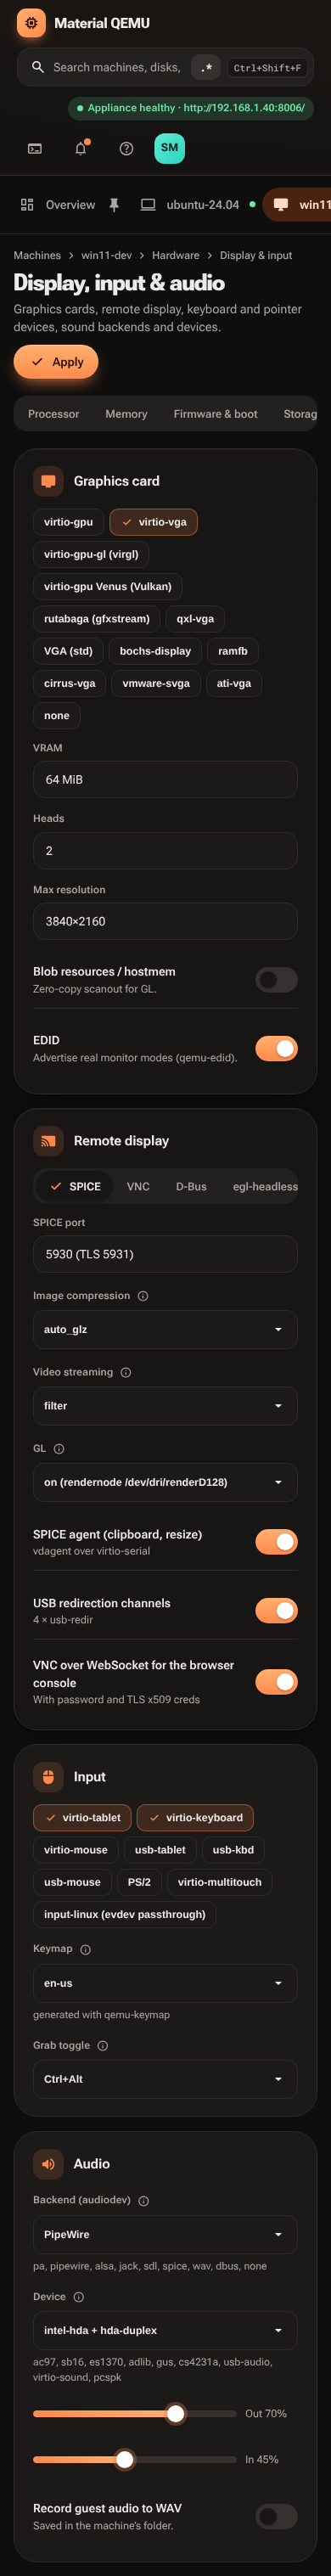 Material QEMU
Search machines, disks, .* Ctrl+Shift+F
Appliance healthy · http://192.168.1.40:8006/
SM
Overview ubuntu-24.04 win11
Machines > win11-dev > Hardware > Display & input
Display, input & audio
Graphics cards, remote display, keyboard and pointer
devices, sound backends and devices.
Apply
Processor Memory Firmware & boot Storag
Graphics card
virtio-gpu virtio-vga
virtio-gpu-gl (virgl)
virtio-gpu Venus (Vulkan)
rutabaga (gfxstream) qxl-vga
VGA (std) bochs-display ramfb
cirrus-vga vmware-svga ati-vga
none
VRAM
64 MiB
Heads
2
Max resolution
3840×2160
Blob resources / hostmem
Zero-copy scanout for GL.
EDID
Advertise real monitor modes (qemu-edid).
Remote display
SPICE VNC D-Bus egl-headless
SPICE port
5930 (TLS 5931)
Image compression
auto_glz
Video streaming
filter
GL
on (rendernode /dev/dri/renderD128)
SPICE agent (clipboard, resize)
vdagent over virtio-serial
USB redirection channels
4 × usb-redir
VNC over WebSocket for the browser
console
With password and TLS x509 creds
Input
virtio-tablet virtio-keyboard
virtio-mouse usb-tablet usb-kbd
usb-mouse PS/2 virtio-multitouch
input-linux (evdev passthrough)
Keymap
en-us
generated with qemu-keymap
Grab toggle
Ctrl+Alt
Audio
Backend (audiodev)
PipeWire
pa, pipewire, alsa, jack, sdl, spice, wav, dbus, none
Device
intel-hda + hda-duplex
ac97, sb16, es1370, adlib, gus, cs4231a, usb-audio,
virtio-sound, pcspk
Out 70%
In 45%
Record guest audio to WAV
Saved in the machine's folder.